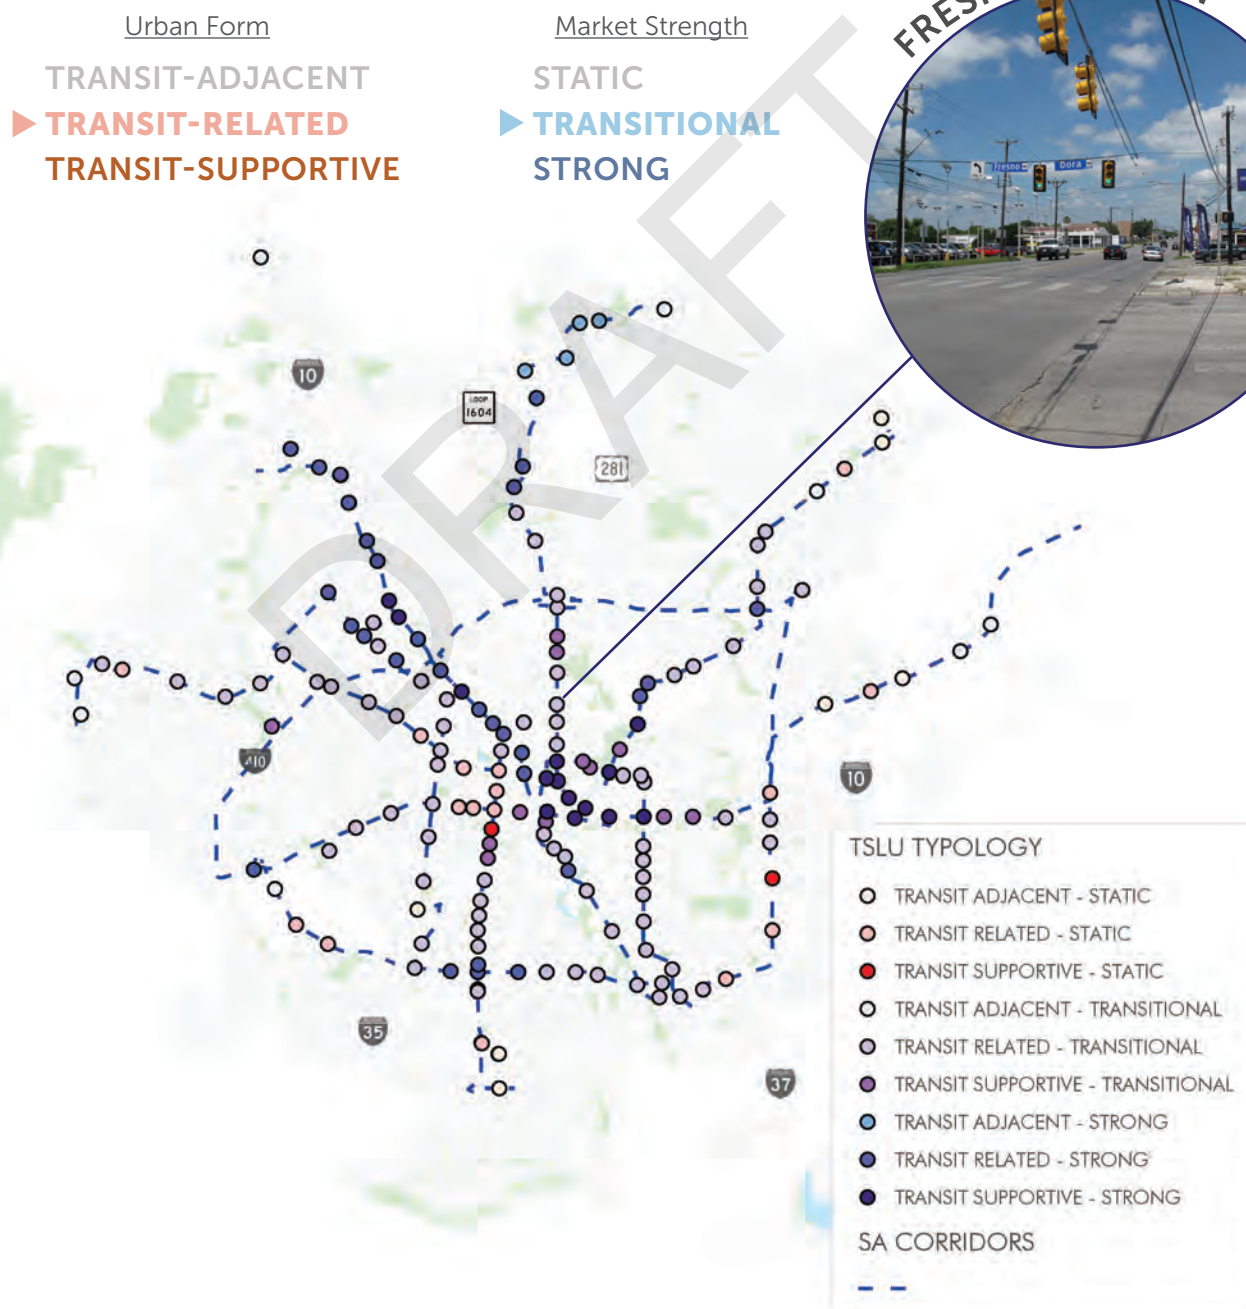 Urban Form
Market Strength
TRANSIT-ADJACENT
STATIC
TRANSIT-RELATED
TRANSITIONAL
TRANSIT-SUPPORTIVE
STRONG
Fresno
Dora
DRAFT
10
LOOP
1604
281
410
10
35
37
TSLU TYPOLOGY
TRANSIT ADJACENT - STATIC
TRANSIT RELATED - STATIC
TRANSIT SUPPORTIVE - STATIC
TRANSIT ADJACENT - TRANSITIONAL
TRANSIT RELATED - TRANSITIONAL
TRANSIT SUPPORTIVE - TRANSITIONAL
TRANSIT ADJACENT - STRONG
TRANSIT RELATED - STRONG
TRANSIT SUPPORTIVE - STRONG
SA CORRIDORS